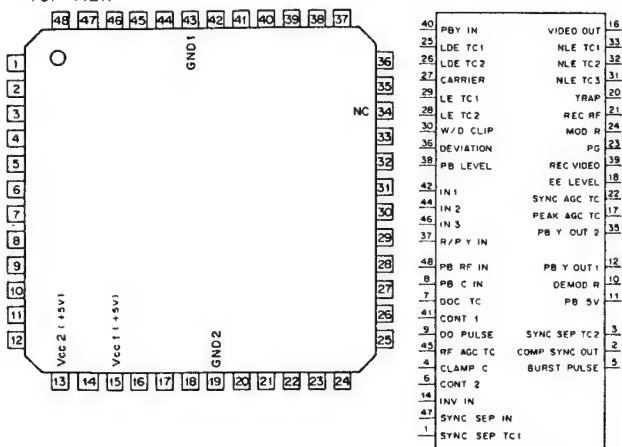 TOP VIEW
48 47 46 45 44 43 42 41 40 39 38 37
GND1
1 36
2 35
3 NC 34
4 33
5 32
6 31
7 30
8 29
9 28
10 27
11 26
12 25
Vcc 2 (+5V) Vcc 1 (+5V) GND2
13 14 15 16 17 18 19 20 21 22 23 24
40 PBY IN VIDEO OUT 16
25 LDE TC1 NLE TC1 33
26 LDE TC2 NLE TC2 32
27 CARRIER NLE TC3 31
29 LE TC1 TRAP 20
28 LE TC2 REC RF 21
30 W/D CLIP MOD R 24
36 DEVIATION PG 23
38 PB LEVEL REC VIDEO 39
EE LEVEL 18
42 IN 1 SYNC AGC TC 22
44 IN 2 PEAK AGC TC 17
46 IN 3 PB Y OUT 2 35
37 R/P Y IN
48 PB RF IN PB Y OUT 1 12
8 PB C IN DEMOD R 10
7 DOC TC PB 5V 11
41 CONT 1
9 DO PULSE SYNC SEP TC2 3
45 RF AGC TC COMP SYNC OUT 2
4 CLAMP C BURST PULSE 5
6 CONT 2
14 INV IN
47 SYNC SEP IN
1 SYNC SEP TC1